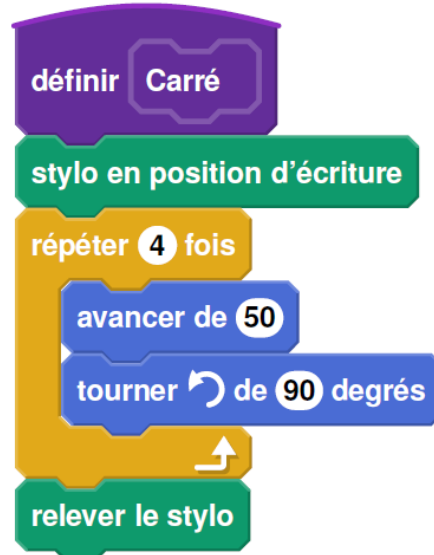 définir Carré
stylo en position d’écriture
répéter 4 fois
avancer de 50
tourner de 90 degrés
relever le stylo